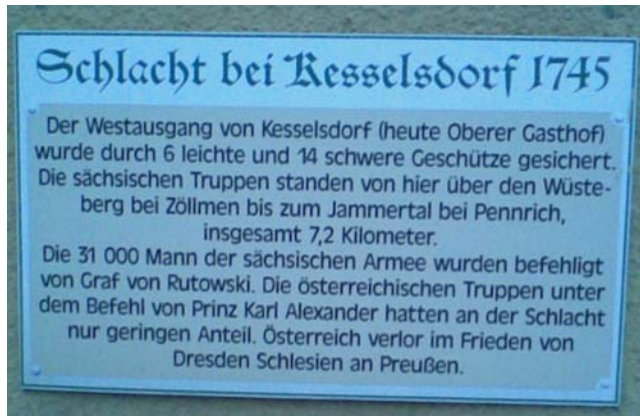 Schlacht bei Kesselsdorf 1745
Der Westausgang von Kesselsdorf (heute Oberer Gasthof)
wurde durch 6 leichte und 14 schwere Geschütze gesichert.
Die sächsischen Truppen standen von hier über den Wüste-
berg bei Zöllmen bis zum Jammertal bei Pennrich,
insgesamt 7,2 Kilometer.
Die 31 000 Mann der sächsischen Armee wurden befehligt
von Graf von Rutowski. Die österreichischen Truppen unter
dem Befehl von Prinz Karl Alexander hatten an der Schlacht
nur geringen Anteil. Österreich verlor im Frieden von
Dresden Schlesien an Preußen.